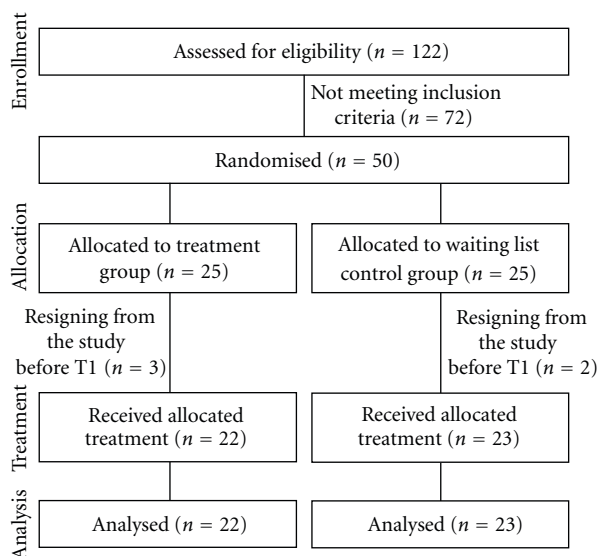 Enrollment
Assessed for eligibility (n = 122)
Not meeting inclusion
criteria (n = 72)
Randomised (n = 50)
Allocation
Allocated to treatment
group (n = 25)
Allocated to waiting list
control group (n = 25)
Resigning from
the study
before T1 (n = 3)
Resigning from
the study
before T1 (n = 2)
Treatment
Received allocated
treatment (n = 22)
Received allocated
treatment (n = 23)
Analysis
Analysed (n = 22)
Analysed (n = 23)